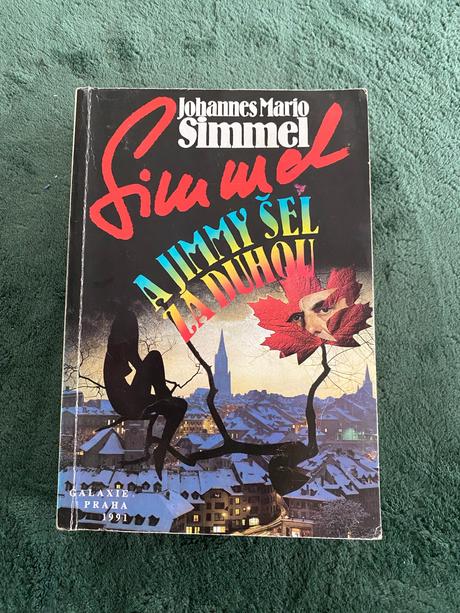 Johannes Mario
Simmel
Simmel
A JIMMY ŠEL
ZA DUHOU
GALAXIE
PRAHA
1991